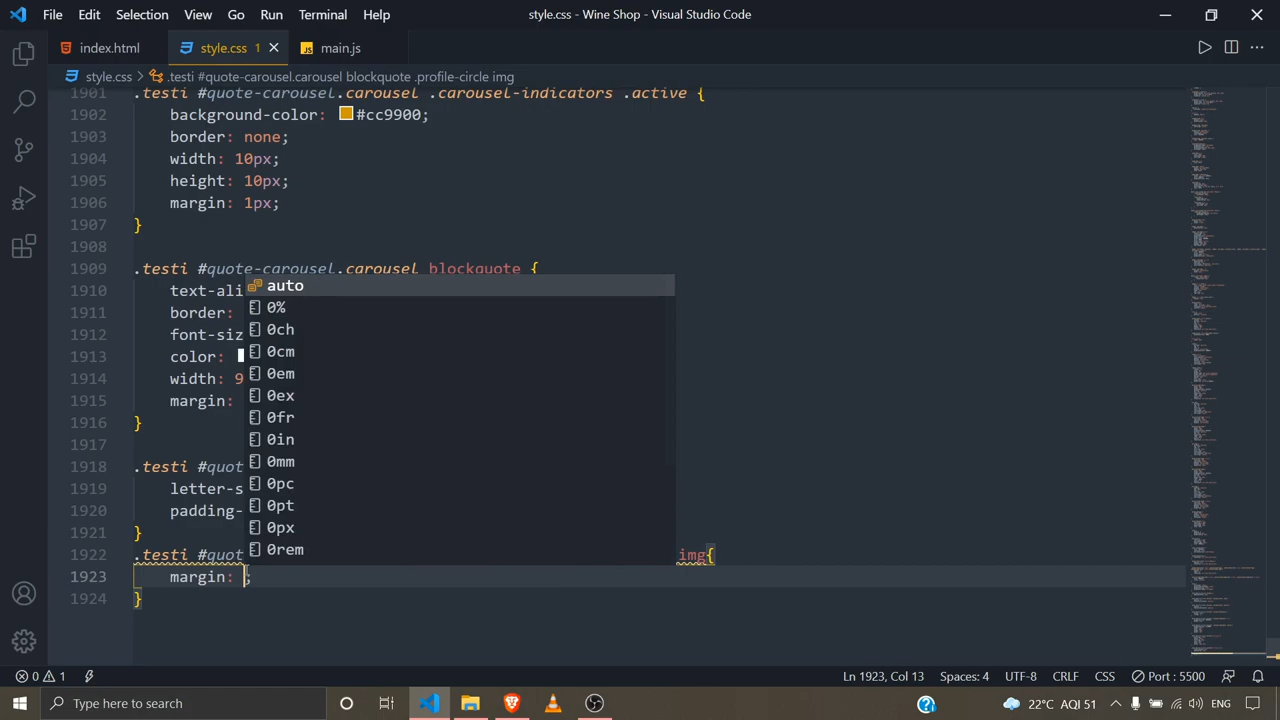 File Edit Selection View Go Run Terminal Help style.css - Wine Shop - Visual Studio Code
index.html style.css 1 main.js
style.css > .testi #quote-carousel.carousel blockquote .profile-circle img
1901 .testi #quote-carousel.carousel .carousel-indicators .active {
1902 background-color: #cc9900;
1903 border: none;
1904 width: 10px;
1905 height: 10px;
1906 margin: 1px;
1907 }
1908
1909 .testi #quote-carousel.carousel blockquote {
1910 text-ali
1911 border:
1912 font-siz
1913 color:
1914 width: 9
1915 margin:
1916 }
1917
1918 .testi #quot
1919 letter-s
1920 padding-
1921 }
1922 .testi #quot img{
1923 margin: ;
1924 }
auto
0%
0ch
0cm
0em
0ex
0fr
0in
0mm
0pc
0pt
0px
0rem
0 1 Ln 1923, Col 13 Spaces: 4 UTF-8 CRLF CSS Port : 5500
Type here to search 22°C AQI 51 ENG